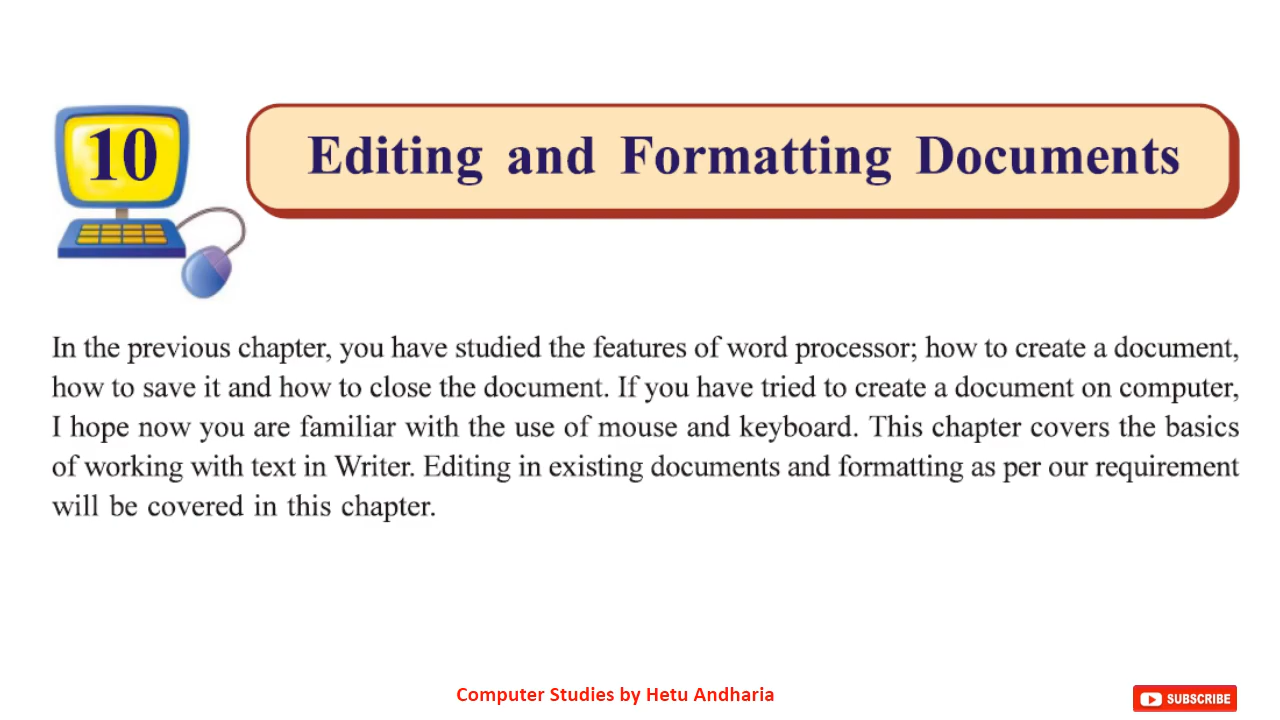 10
Editing and Formatting Documents
In the previous chapter, you have studied the features of word processor; how to create a document,
how to save it and how to close the document. If you have tried to create a document on computer,
I hope now you are familiar with the use of mouse and keyboard. This chapter covers the basics
of working with text in Writer. Editing in existing documents and formatting as per our requirement
will be covered in this chapter.
Computer Studies by Hetu Andharia
SUBSCRIBE